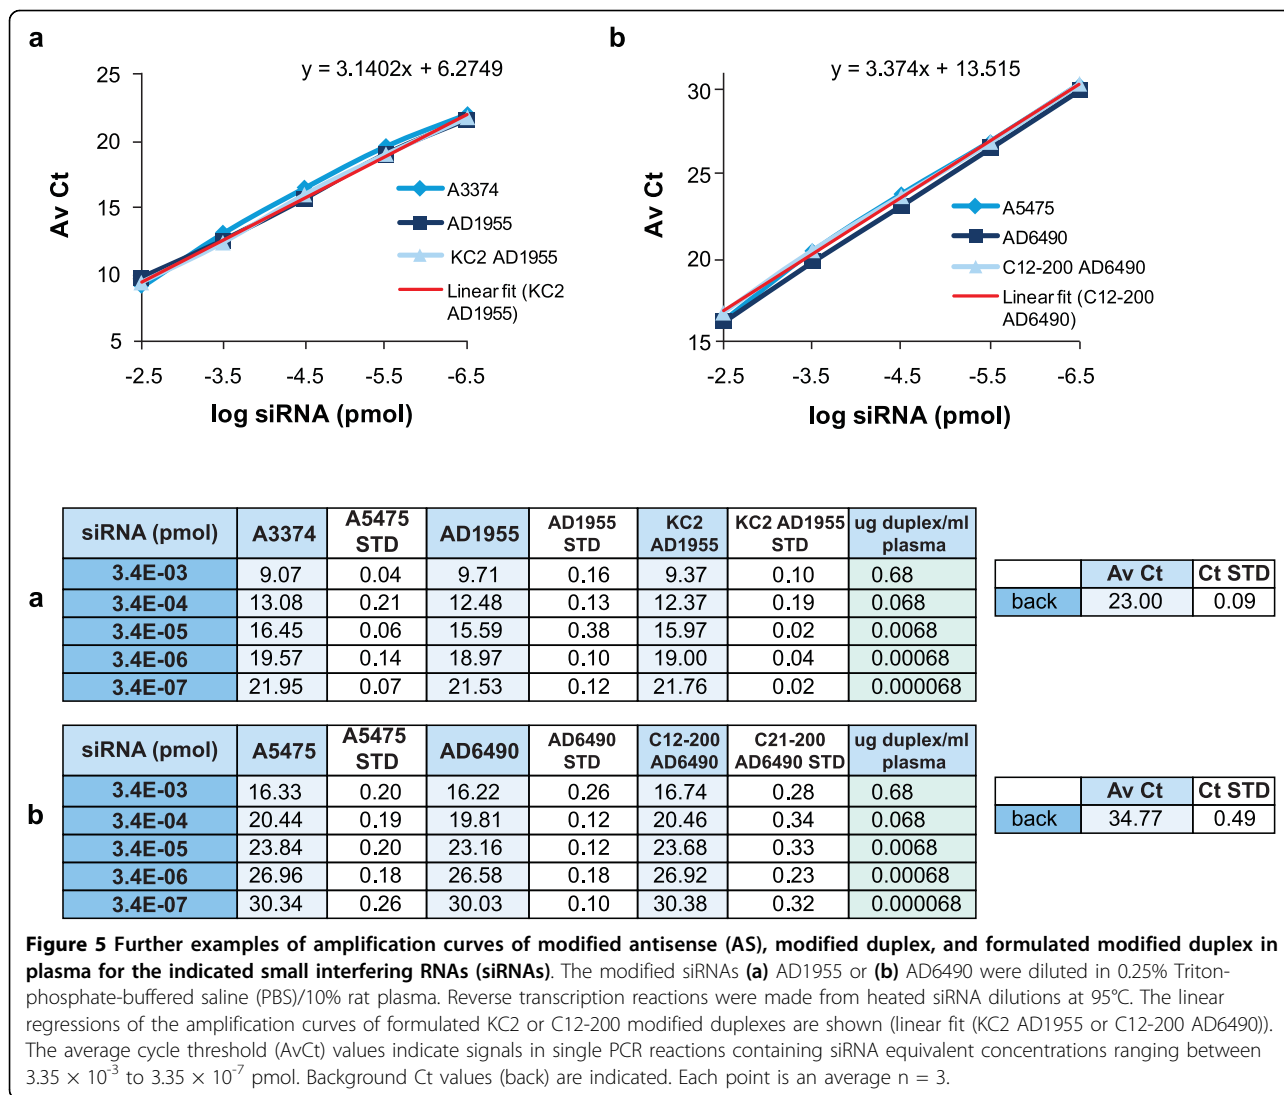 a
y = 3.1402x + 6.2749
25
20
15
10
5
Av Ct
A3374
AD1955
KC2 AD1955
Linear fit (KC2
AD1955)
-2.5 -3.5 -4.5 -5.5 -6.5
log siRNA (pmol)
b
y = 3.374x + 13.515
30
25
20
15
Av Ct
A5475
AD6490
C12-200 AD6490
Linear fit (C12-200
AD6490)
-2.5 -3.5 -4.5 -5.5 -6.5
log siRNA (pmol)
a
siRNA (pmol) A3374 A5475 STD AD1955 AD1955 STD KC2 AD1955 KC2 AD1955 STD ug duplex/ml plasma
3.4E-03 9.07 0.04 9.71 0.16 9.37 0.10 0.68
3.4E-04 13.08 0.21 12.48 0.13 12.37 0.19 0.068
3.4E-05 16.45 0.06 15.59 0.38 15.97 0.02 0.0068
3.4E-06 19.57 0.14 18.97 0.10 19.00 0.04 0.00068
3.4E-07 21.95 0.07 21.53 0.12 21.76 0.02 0.000068
Av Ct Ct STD
back 23.00 0.09
b
siRNA (pmol) A5475 A5475 STD AD6490 AD6490 STD C12-200 AD6490 C21-200 AD6490 STD ug duplex/ml plasma
3.4E-03 16.33 0.20 16.22 0.26 16.74 0.28 0.68
3.4E-04 20.44 0.19 19.81 0.12 20.46 0.34 0.068
3.4E-05 23.84 0.20 23.16 0.12 23.68 0.33 0.0068
3.4E-06 26.96 0.18 26.58 0.18 26.92 0.23 0.00068
3.4E-07 30.34 0.26 30.03 0.10 30.38 0.32 0.000068
Av Ct Ct STD
back 34.77 0.49
Figure 5 Further examples of amplification curves of modified antisense (AS), modified duplex, and formulated modified duplex in
plasma for the indicated small interfering RNAs (siRNAs). The modified siRNAs (a) AD1955 or (b) AD6490 were diluted in 0.25% Triton-
phosphate-buffered saline (PBS)/10% rat plasma. Reverse transcription reactions were made from heated siRNA dilutions at 95°C. The linear
regressions of the amplification curves of formulated KC2 or C12-200 modified duplexes are shown (linear fit (KC2 AD1955 or C12-200 AD6490)).
The average cycle threshold (AvCt) values indicate signals in single PCR reactions containing siRNA equivalent concentrations ranging between
3.35 × 10⁻³ to 3.35 × 10⁻⁷ pmol. Background Ct values (back) are indicated. Each point is an average n = 3.